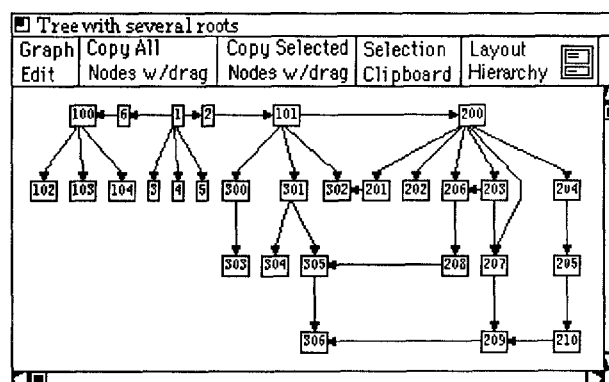 Tree with several roots
Graph Copy All Copy Selected Selection Layout
Edit Nodes w/drag Nodes w/drag Clipboard Hierarchy
100 6 1 2 101 200
102 103 104 3 4 5 300 301 302 201 202 206 203 204
303 304 305 208 207 205
306 209 210